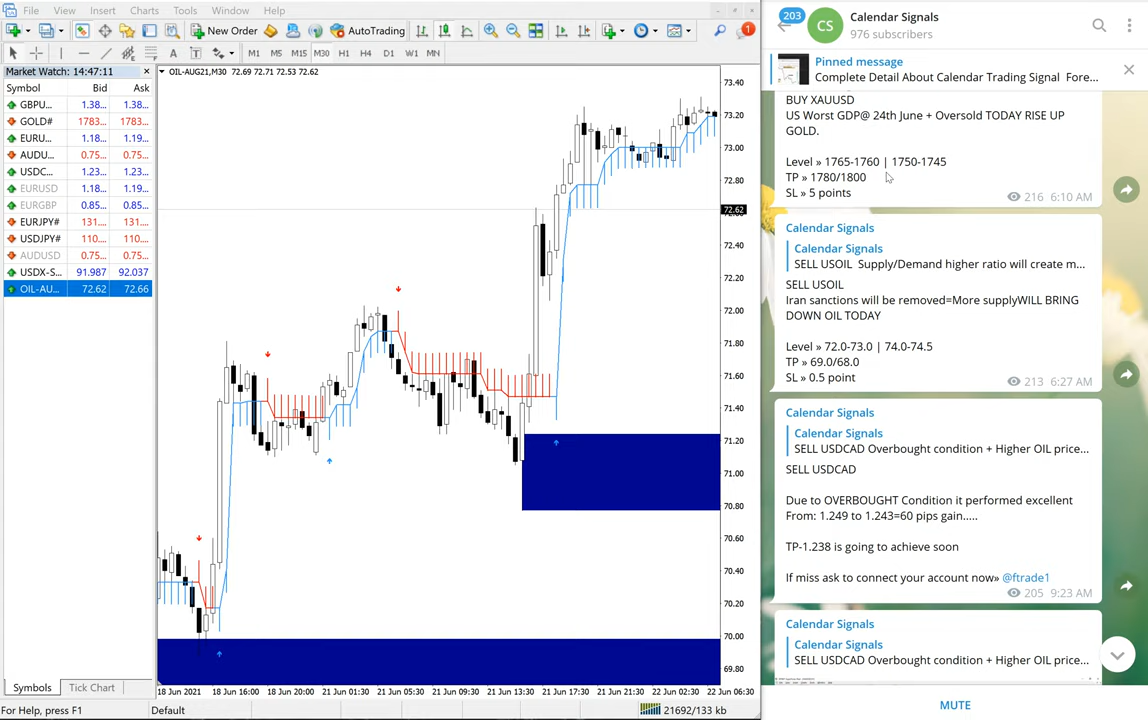 File View Insert Charts Tools Window Help
New Order AutoTrading
M1 M5 M15 M30 H1 H4 D1 W1 MN
Market Watch: 14:47:11
Symbol Bid Ask
GBPU... 1.38... 1.38...
GOLD# 1783... 1783...
EURU... 1.18... 1.19...
AUDU... 0.75... 0.75...
USDC... 1.23... 1.23...
EURUSD 1.18... 1.19...
EURGBP 0.85... 0.85...
EURJPY# 131.... 131....
USDJPY# 110.... 110....
AUDUSD 0.75... 0.75...
USDX-S... 91.987 92.037
OIL-AU... 72.62 72.66
Symbols Tick Chart
For Help, press F1
Default
21692/133 kb
OIL-AUG21,M30 72.69 72.71 72.53 72.62
73.40
73.20
73.00
72.80
72.62
72.40
72.20
72.00
71.80
71.60
71.40
71.20
71.00
70.80
70.60
70.40
70.20
70.00
69.80
18 Jun 2021 18 Jun 16:00 18 Jun 20:00 21 Jun 01:30 21 Jun 05:30 21 Jun 09:30 21 Jun 13:30 21 Jun 17:30 21 Jun 21:30 22 Jun 02:30 22 Jun 06:30
203
CS
Calendar Signals
976 subscribers
Pinned message
Complete Detail About Calendar Trading Signal Fore...
BUY XAUUSD
US Worst GDP@ 24th June + Oversold TODAY RISE UP
GOLD.
Level » 1765-1760 | 1750-1745
TP » 1780/1800
SL » 5 points
216 6:10 AM
Calendar Signals
Calendar Signals
SELL USOIL Supply/Demand higher ratio will create m...
SELL USOIL
Iran sanctions will be removed=More supplyWILL BRING
DOWN OIL TODAY
Level » 72.0-73.0 | 74.0-74.5
TP » 69.0/68.0
SL » 0.5 point
213 6:27 AM
Calendar Signals
Calendar Signals
SELL USDCAD Overbought condition + Higher OIL price...
SELL USDCAD
Due to OVERBOUGHT Condition it performed excellent
From: 1.249 to 1.243=60 pips gain.....
TP-1.238 is going to achieve soon
If miss ask to connect your account now» @ftrade1
205 9:23 AM
Calendar Signals
Calendar Signals
SELL USDCAD Overbought condition + Higher OIL price...
MUTE